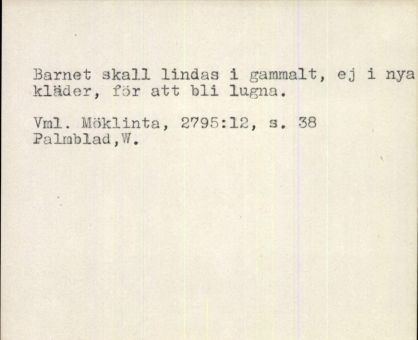 Barnet skall lindas i gammalt, ej i nya
kläder, för att bli lugna.
Vml. Möklinta, 2795:12, s. 38
Palmblad,W.